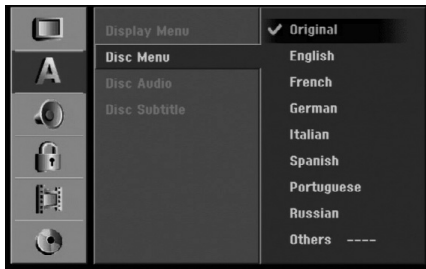 A
Display Menu
Disc Menu
Disc Audio
Disc Subtitle
Original
English
French
German
Italian
Spanish
Portuguese
Russian
Others ----